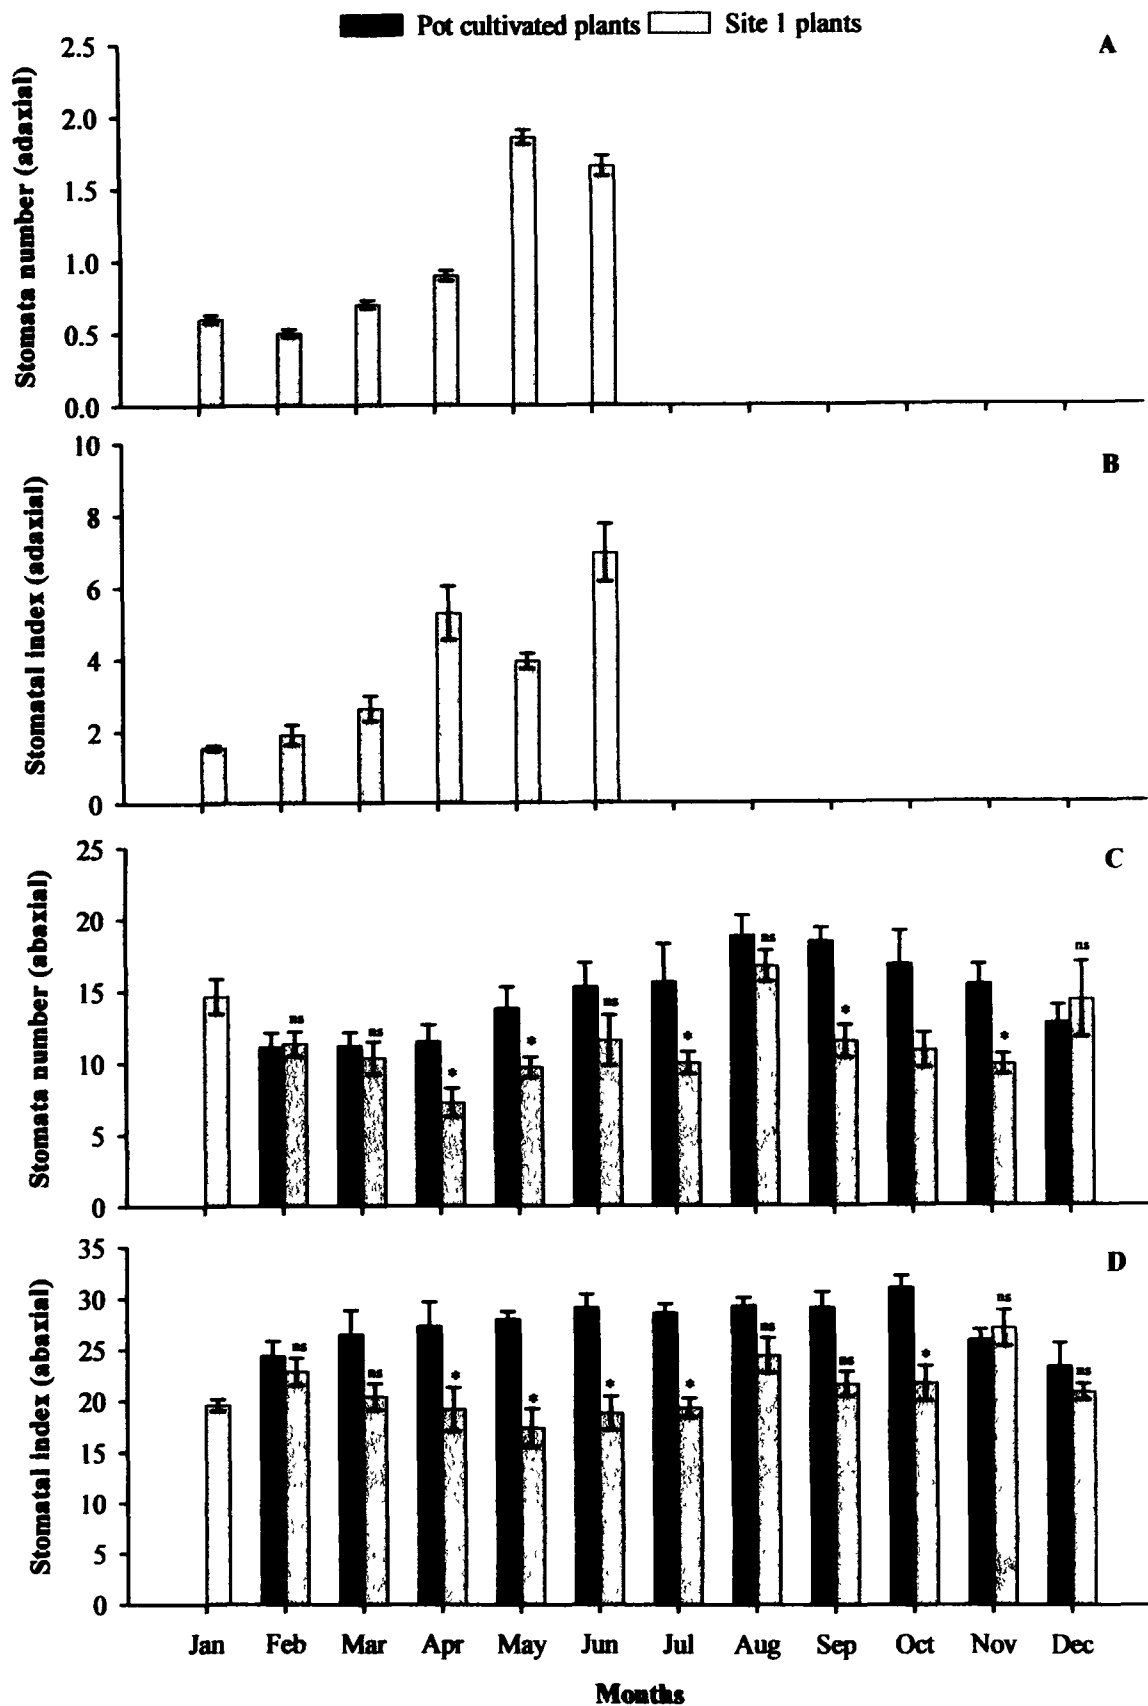 Pot cultivated plants Site 1 plants
A
Stomata number (adaxial)
2.5
2.0
1.5
1.0
0.5
0.0
B
Stomatal index (adaxial)
10
8
6
4
2
0
C
Stomata number (abaxial)
25
20
15
10
5
0
ns ns * * ns * ns * * ns
D
Stomatal index (abaxial)
35
30
25
20
15
10
5
0
ns ns * * * * ns ns * ns ns
Jan Feb Mar Apr May Jun Jul Aug Sep Oct Nov Dec
Months